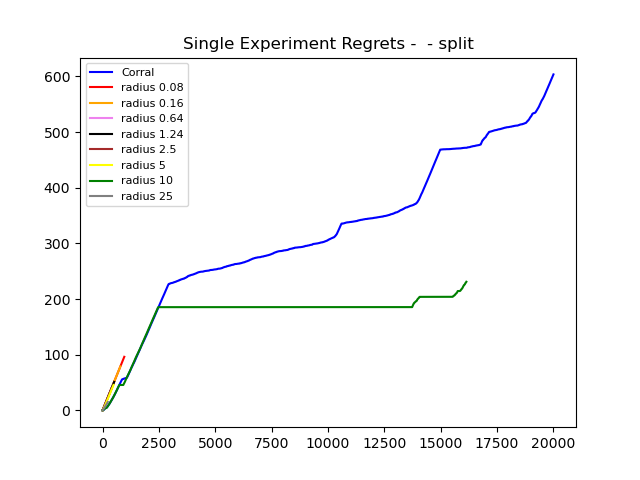 Single Experiment Regrets -  - split
Corral
radius 0.08
radius 0.16
radius 0.64
radius 1.24
radius 2.5
radius 5
radius 10
radius 25
600
500
400
300
200
100
0
0 2500 5000 7500 10000 12500 15000 17500 20000